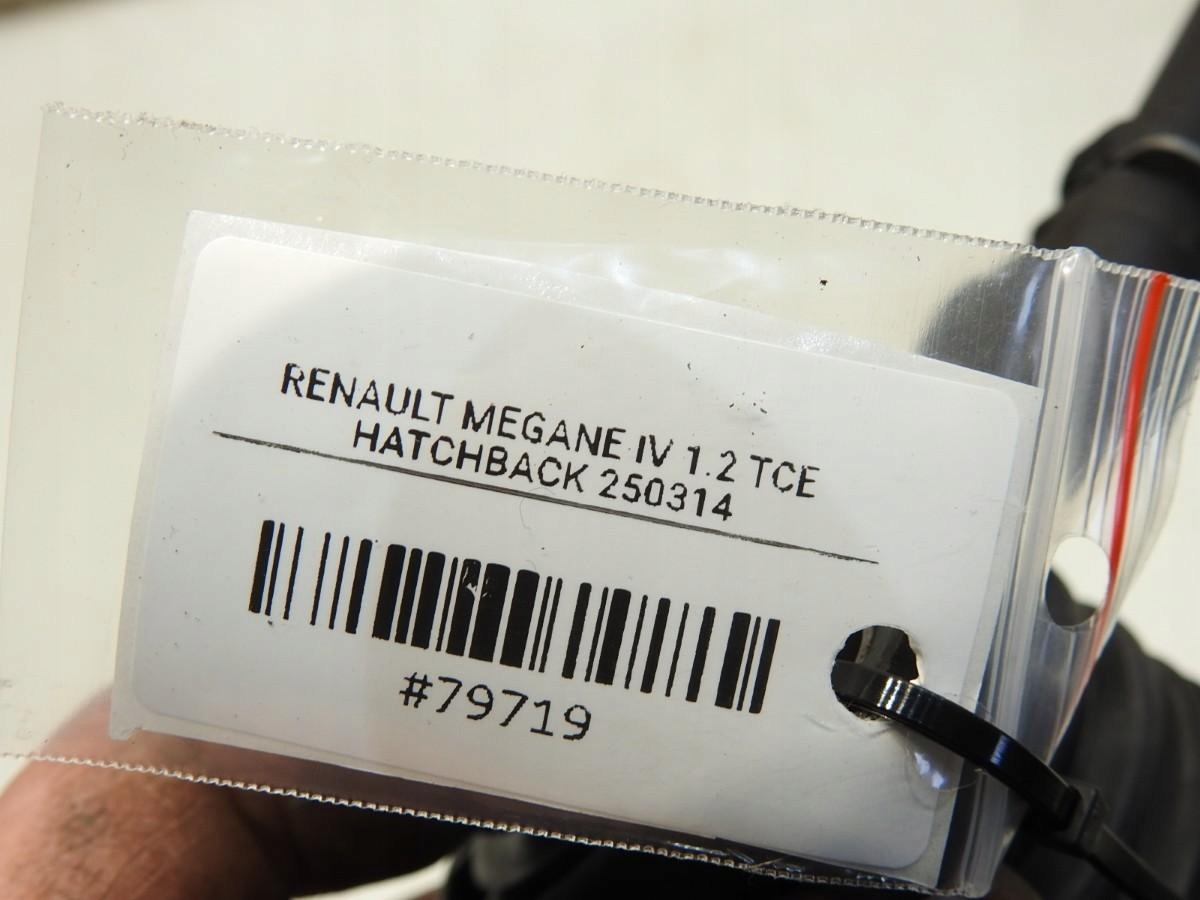 RENAULT MEGANE IV 1.2 TCE
HATCHBACK 250314
#79719